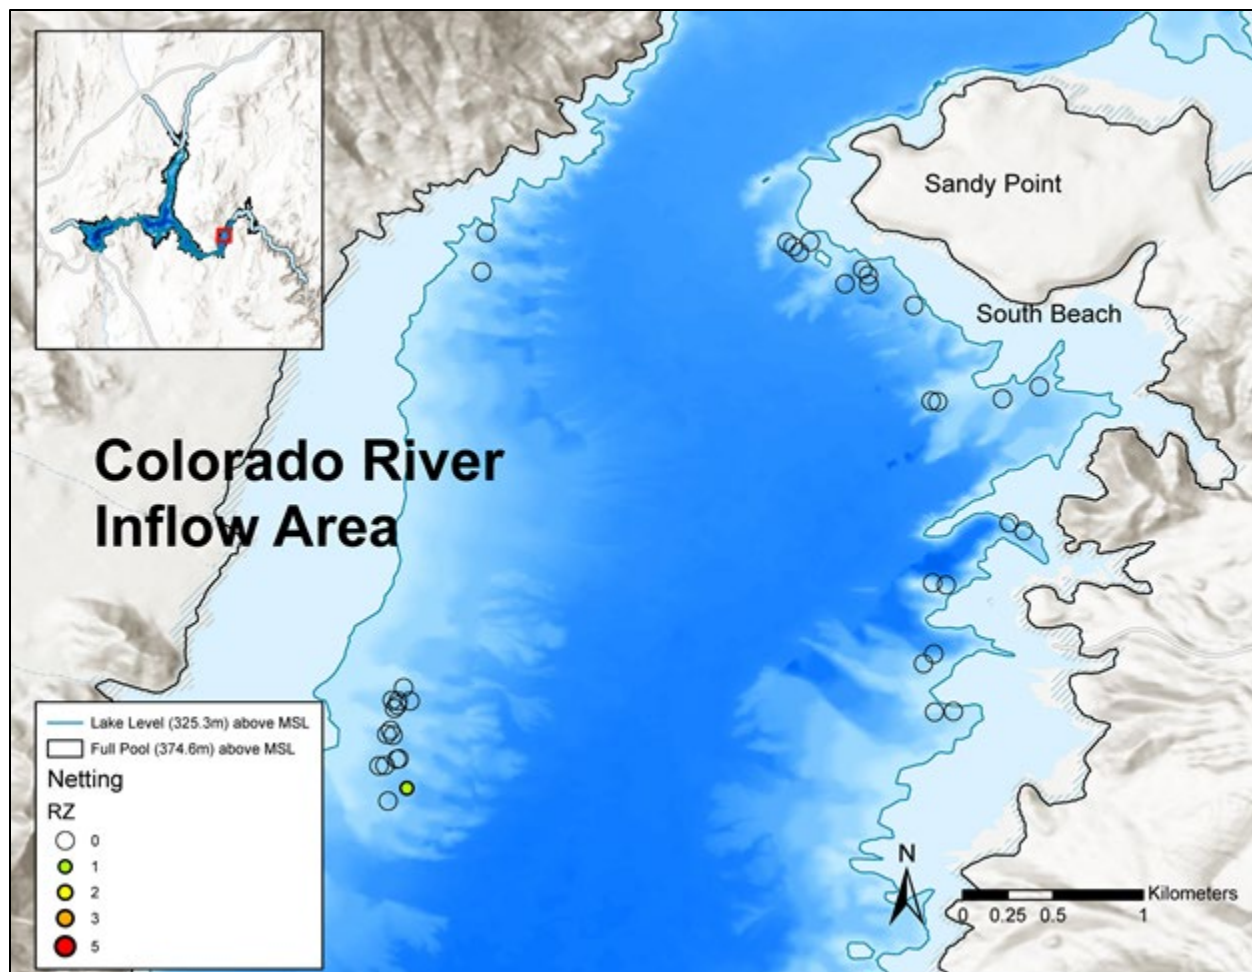 Sandy Point
South Beach
Colorado River
Inflow Area
Lake Level (325.3m) above MSL
Full Pool (374.6m) above MSL
Netting
RZ
0
1
2
3
5
N
Kilometers
0 0.25 0.5 1